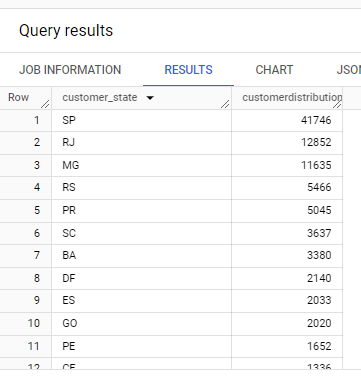 Query results
JOB INFORMATION RESULTS CHART JSO
Row customer_state customerdistribution
1 SP 41746
2 RJ 12852
3 MG 11635
4 RS 5466
5 PR 5045
6 SC 3637
7 BA 3380
8 DF 2140
9 ES 2033
10 GO 2020
11 PE 1652
12 CE 1336